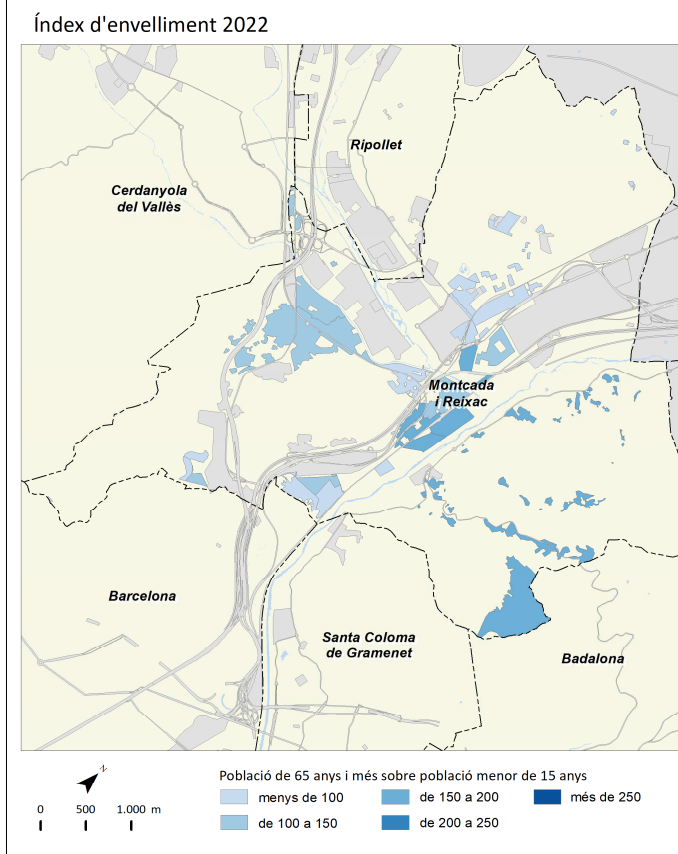 Índex d'envelliment 2022
Ripollet
Cerdanyola
del Vallès
Montcada
i Reixac
Barcelona
Santa Coloma
de Gramenet
Badalona
N
Població de 65 anys i més sobre població menor de 15 anys
0 500 1.000 m
menys de 100
de 150 a 200
més de 250
de 100 a 150
de 200 a 250